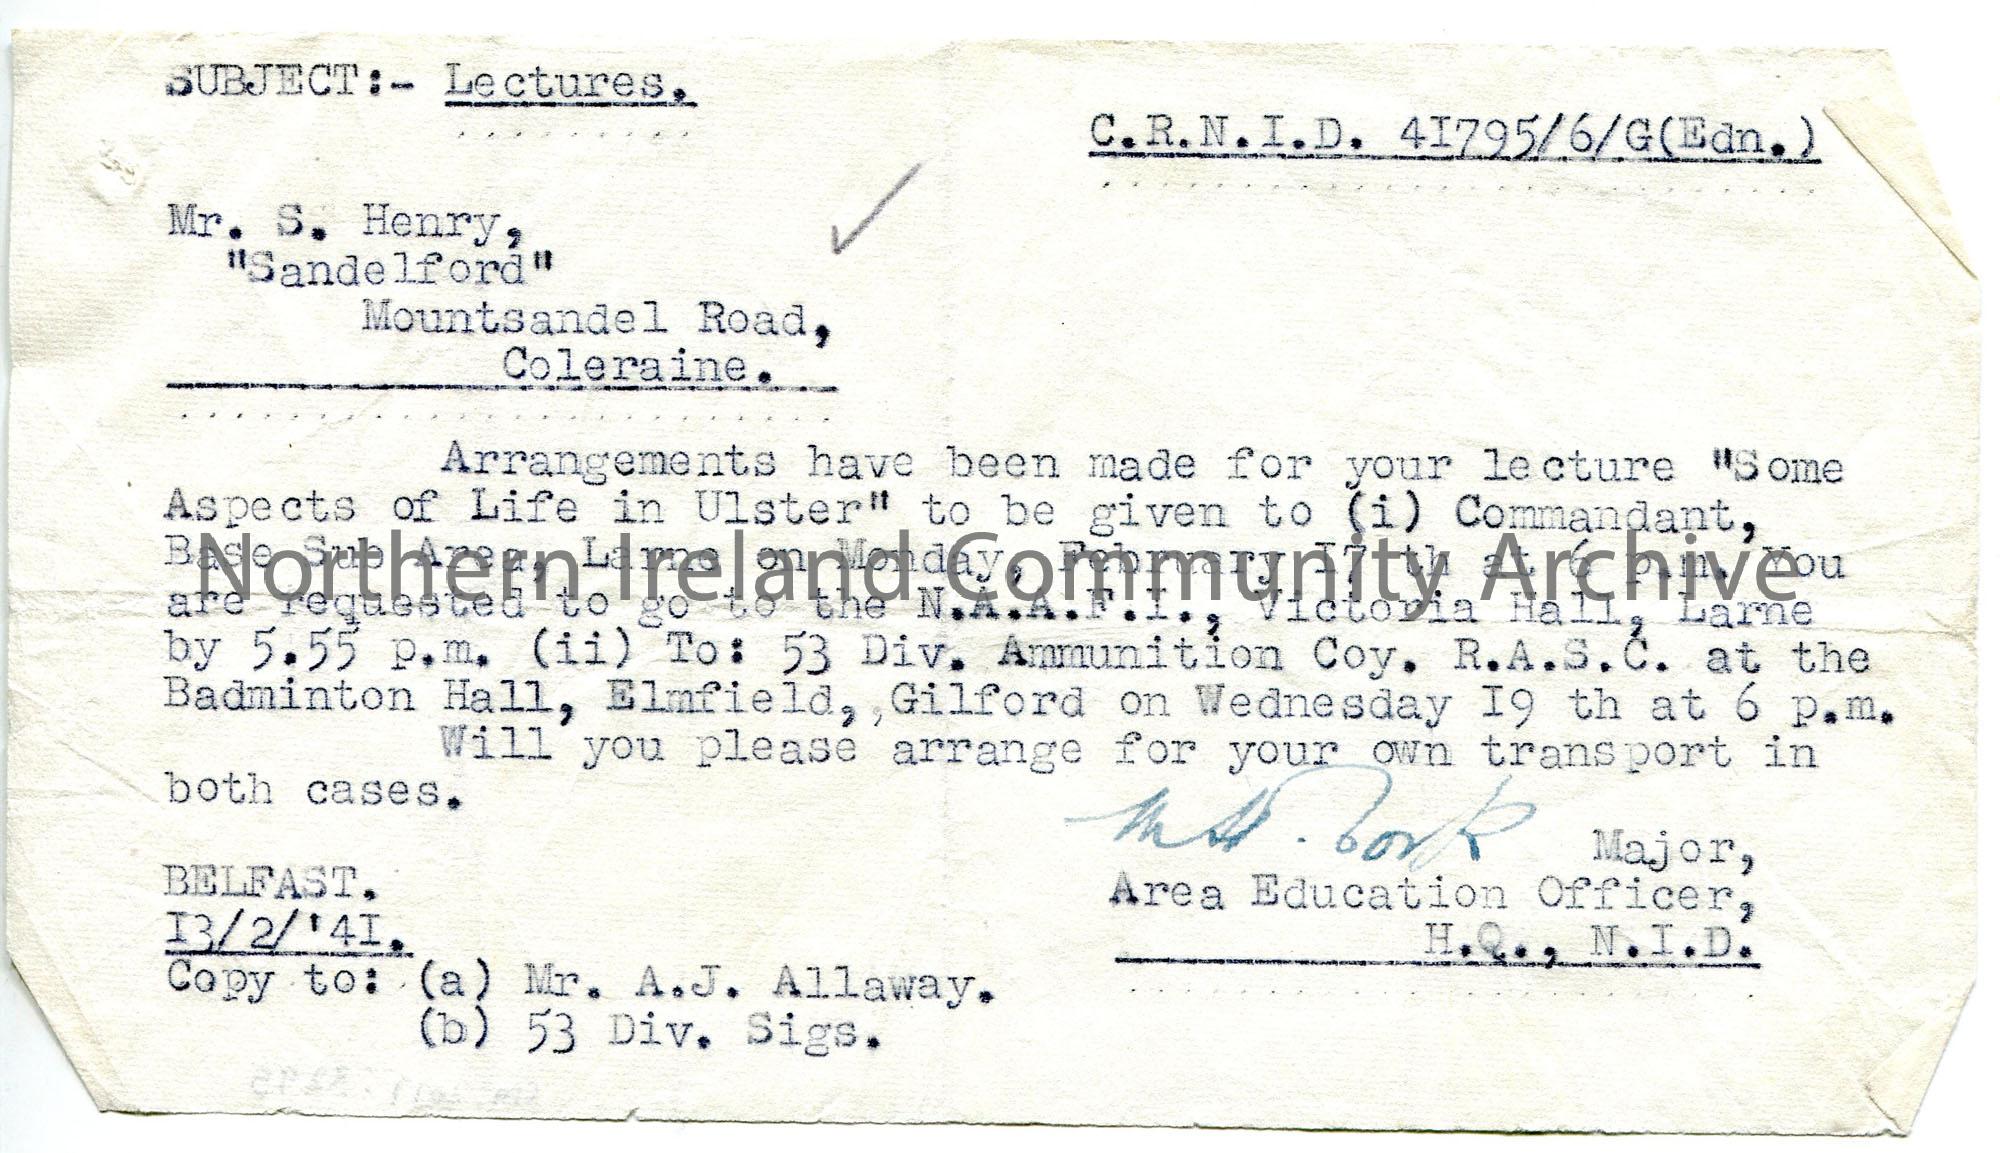 SUBJECT:- Lectures.
C.R.N.I.D. 41795/6/G(Edn.)
Mr. S. Henry,
"Sandelford"
Mountsandel Road,
Coleraine.
Arrangements have been made for your lecture "Some
Aspects of Life in Ulster" to be given to (i) Commandant,
Base Sub Area, Larne on Monday, February 17 th at 6 p.m. You
Northern Ireland Community Archive
are requested to go to the N.A.A.F.I., Victoria Hall, Larne
by 5.55 p.m. (ii) To: 53 Div. Ammunition Coy. R.A.S.C. at the
Badminton Hall, Elmfield, ,Gilford on Wednesday 19 th at 6 p.m.
Will you please arrange for your own transport in
both cases.
Major,
Area Education Officer,
H.Q., N.I.D.
BELFAST.
13/2/'41.
Copy to: (a) Mr. A.J. Allaway.
(b) 53 Div. Sigs.